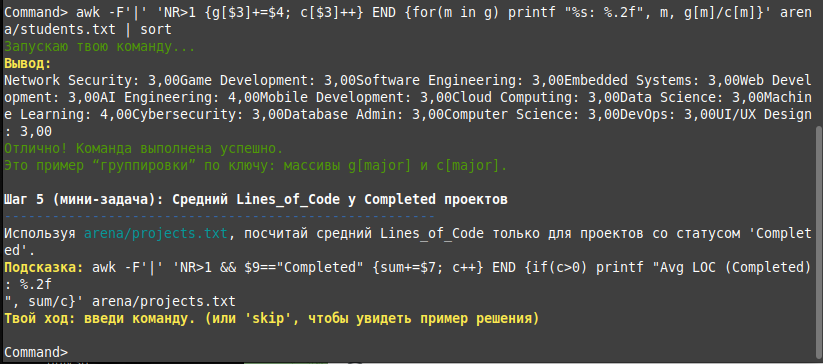 Command> awk -F'|' 'NR>1 {g[$3]+=$4; c[$3]++} END {for(m in g) printf "%s: %.2f", m, g[m]/c[m]}' aren
a/students.txt | sort
Запускаю твою команду...
Вывод:
Network Security: 3,00Game Development: 3,00Software Engineering: 3,00Embedded Systems: 3,00Web Devel
opment: 3,00AI Engineering: 4,00Mobile Development: 3,00Cloud Computing: 3,00Data Science: 3,00Machin
e Learning: 4,00Cybersecurity: 3,00Database Admin: 3,00Computer Science: 3,00DevOps: 3,00UI/UX Design
: 3,00
Отлично! Команда выполнена успешно.
Это пример “группировки” по ключу: массивы g[major] и c[major].
Шаг 5 (мини-задача): Средний Lines_of_Code у Completed проектов
----------------------------------------------------
Используя arena/projects.txt, посчитай средний Lines_of_Code только для проектов со статусом 'Complet
ed'.
Подсказка: awk -F'|' 'NR>1 && $9=="Completed" {sum+=$7; c++} END {if(c>0) printf "Avg LOC (Completed)
: %.2f
", sum/c}' arena/projects.txt
Твой ход: введи команду. (или 'skip', чтобы увидеть пример решения)
Command>